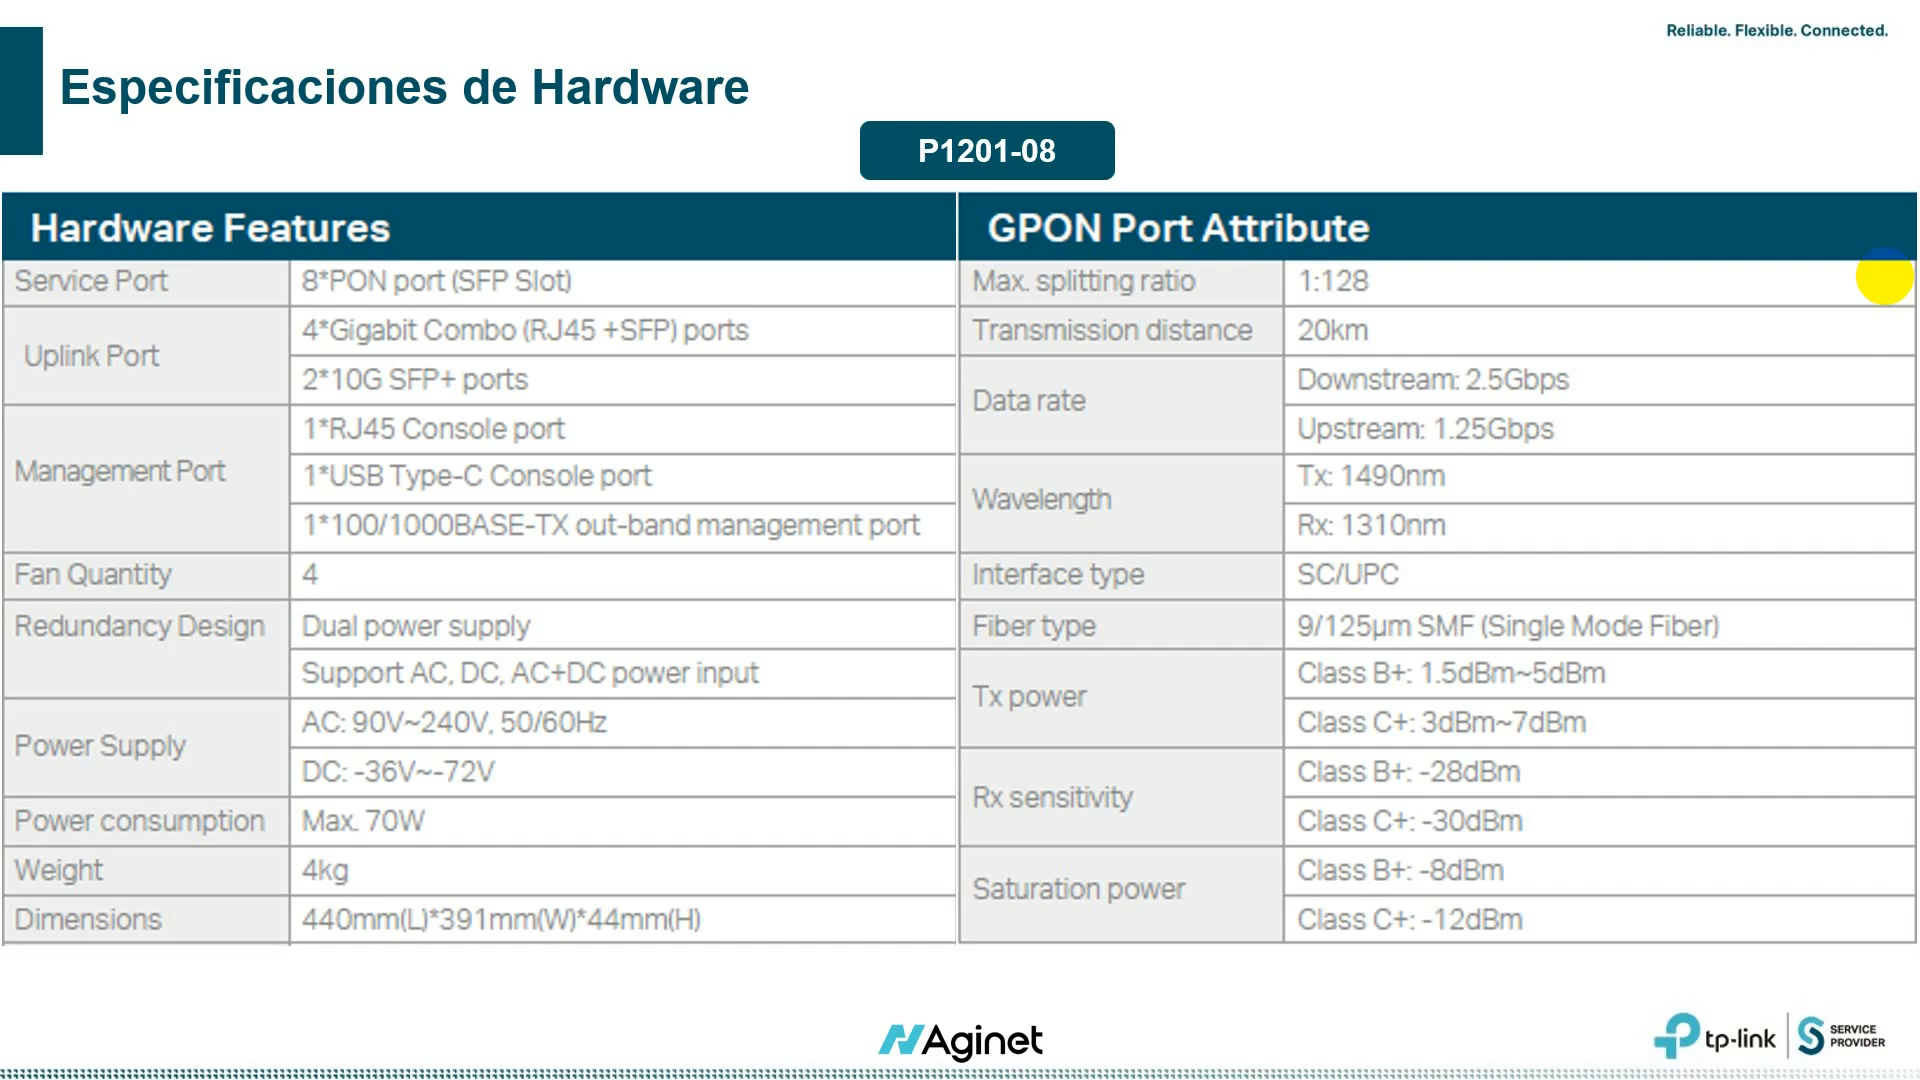 Reliable. Flexible. Connected.
Especificaciones de Hardware
P1201-08
Hardware Features
Service Port 8*PON port (SFP Slot)
Uplink Port 4*Gigabit Combo (RJ45 +SFP) ports
2*10G SFP+ ports
Management Port 1*RJ45 Console port
1*USB Type-C Console port
1*100/1000BASE-TX out-band management port
Fan Quantity 4
Redundancy Design Dual power supply
Support AC, DC, AC+DC power input
Power Supply AC: 90V~240V, 50/60Hz
DC: -36V~-72V
Power consumption Max. 70W
Weight 4kg
Dimensions 440mm(L)*391mm(W)*44mm(H)
GPON Port Attribute
Max. splitting ratio 1:128
Transmission distance 20km
Data rate Downstream: 2.5Gbps
Upstream: 1.25Gbps
Wavelength Tx: 1490nm
Rx: 1310nm
Interface type SC/UPC
Fiber type 9/125μm SMF (Single Mode Fiber)
Tx power Class B+: 1.5dBm~5dBm
Class C+: 3dBm~7dBm
Rx sensitivity Class B+: -28dBm
Class C+: -30dBm
Saturation power Class B+: -8dBm
Class C+: -12dBm
Aginet
tp-link
SERVICE
PROVIDER